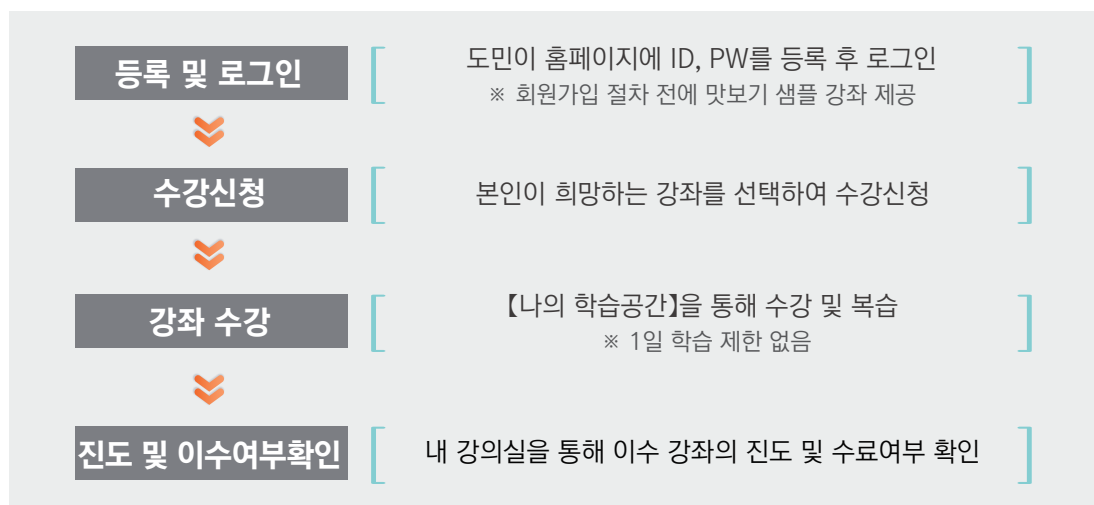 등록 및 로그인
도민이 홈페이지에 ID, PW를 등록 후 로그인
※ 회원가입 절차 전에 맛보기 샘플 강좌 제공
수강신청
본인이 희망하는 강좌를 선택하여 수강신청
강좌 수강
【나의 학습공간】을 통해 수강 및 복습
※ 1일 학습 제한 없음
진도 및 이수여부확인
내 강의실을 통해 이수 강좌의 진도 및 수료여부 확인